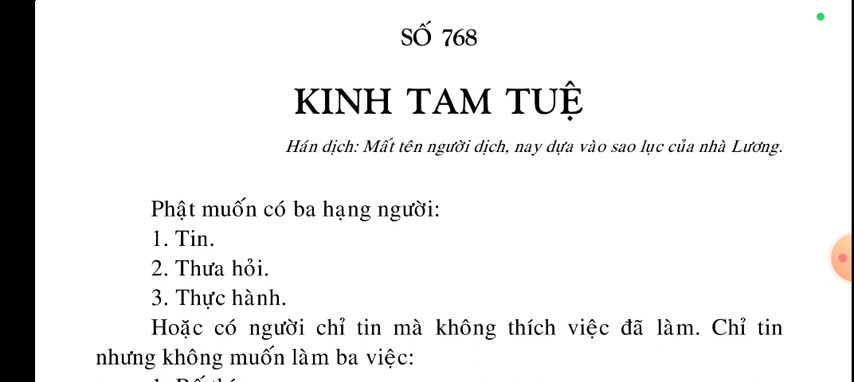 SỐ 768
KINH TAM TUỆ
Hán dịch: Mất tên người dịch, nay dựa vào sao lục của nhà Lương.
Phật muốn có ba hạng người:
1. Tin.
2. Thưa hỏi.
3. Thực hành.
Hoặc có người chỉ tin mà không thích việc đã làm. Chỉ tin
nhưng không muốn làm ba việc: